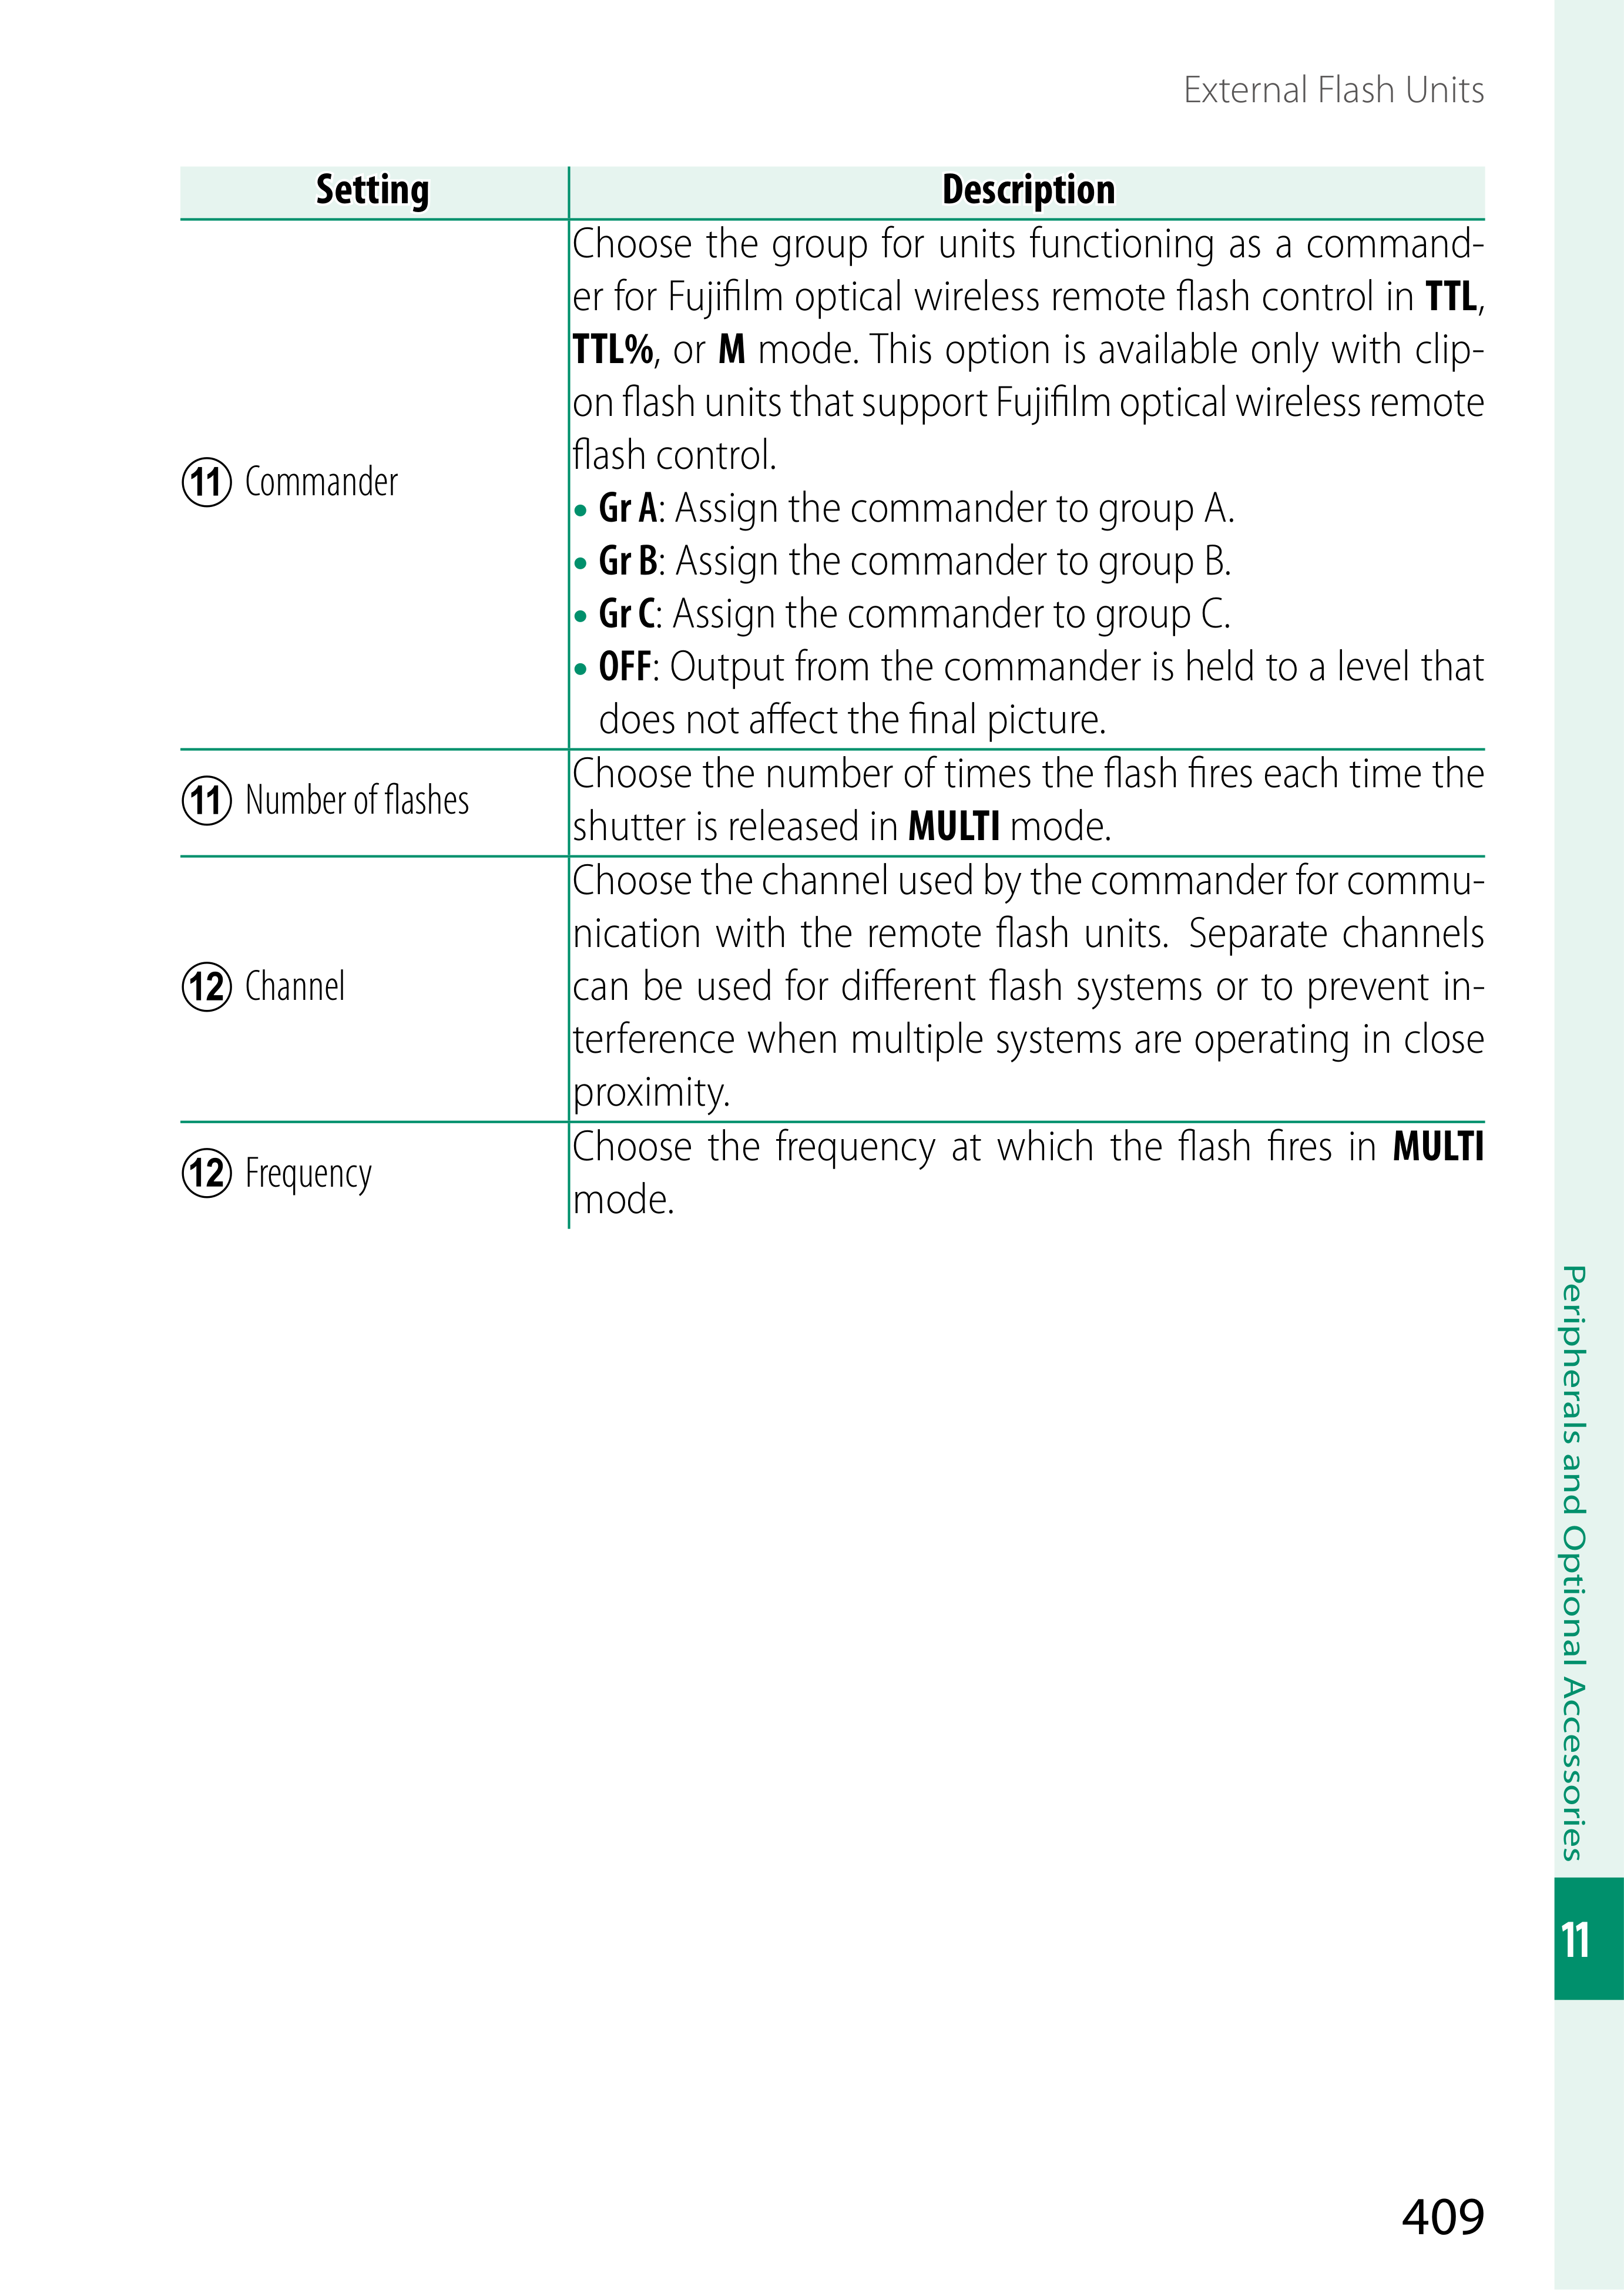 External Flash Units
Setting
Description
⑪ Commander
Choose the group for units functioning as a command-
er for Fujifilm optical wireless remote flash control in TTL,
TTL%, or M mode. This option is available only with clip-
on flash units that support Fujifilm optical wireless remote
flash control.
• Gr A: Assign the commander to group A.
• Gr B: Assign the commander to group B.
• Gr C: Assign the commander to group C.
• OFF: Output from the commander is held to a level that
does not affect the final picture.
⑪ Number of flashes
Choose the number of times the flash fires each time the
shutter is released in MULTI mode.
⑫ Channel
Choose the channel used by the commander for commu-
nication with the remote flash units. Separate channels
can be used for different flash systems or to prevent in-
terference when multiple systems are operating in close
proximity.
⑫ Frequency
Choose the frequency at which the flash fires in MULTI
mode.
Peripherals and Optional Accessories
11
409